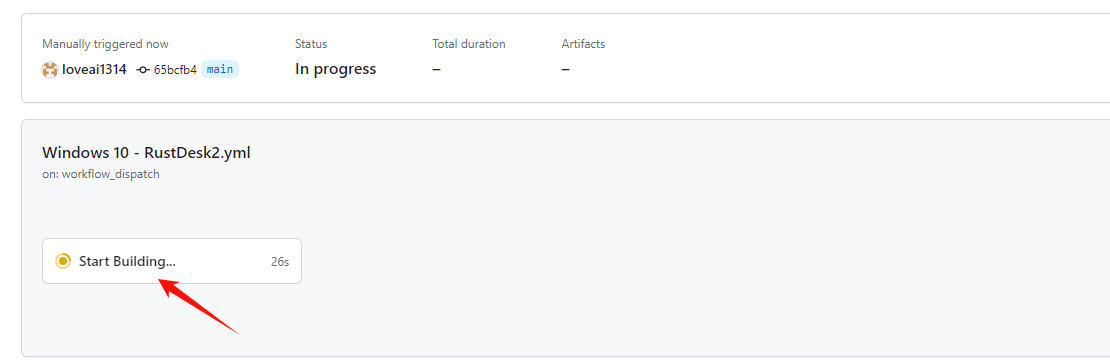 Manually triggered now
Status
Total duration
Artifacts
loveai1314 65bcfb4 main
In progress
–
–
Windows 10 - RustDesk2.yml
on: workflow_dispatch
Start Building...
26s